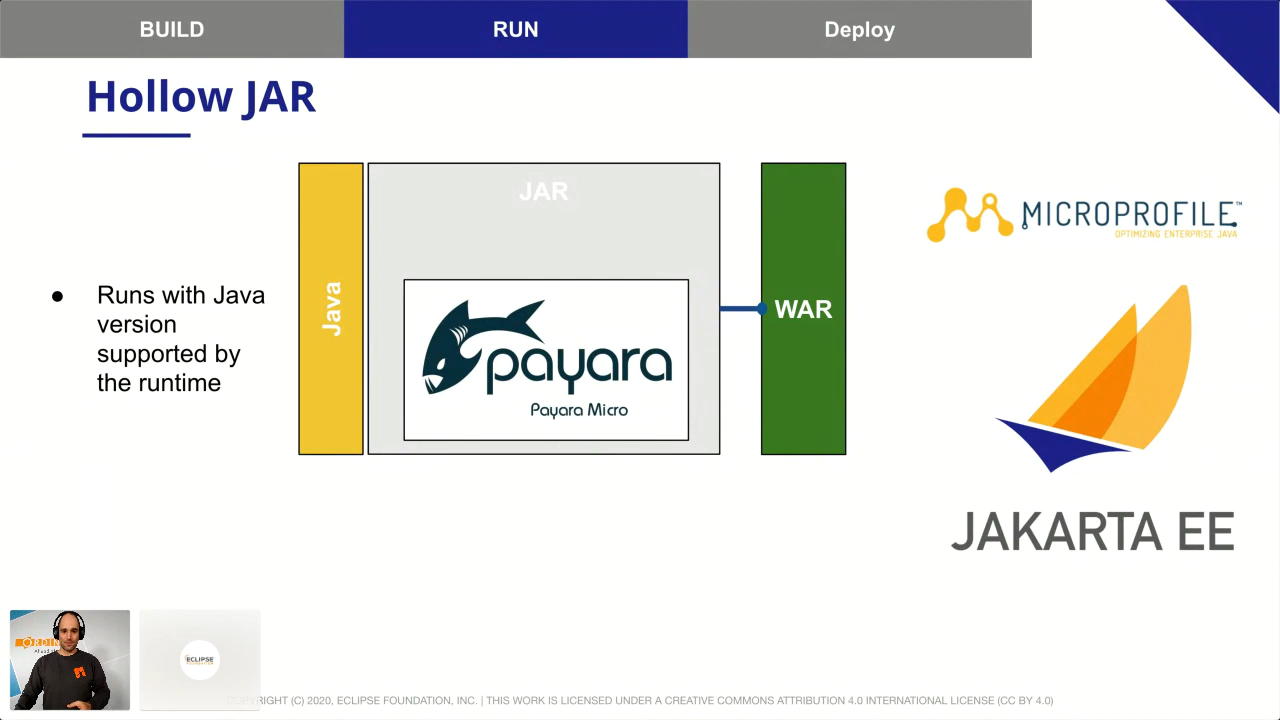 BUILD
RUN
Deploy
Hollow JAR
JAR
MICROPROFILE™
OPTIMIZING ENTERPRISE JAVA
● Runs with Java
version
supported by
the runtime
Java
payara
Payara Micro
WAR
JAKARTA EE
ECLIPSE
FOUNDATION
COPYRIGHT (C) 2020, ECLIPSE FOUNDATION, INC. | THIS WORK IS LICENSED UNDER A CREATIVE COMMONS ATTRIBUTION 4.0 INTERNATIONAL LICENSE (CC BY 4.0)